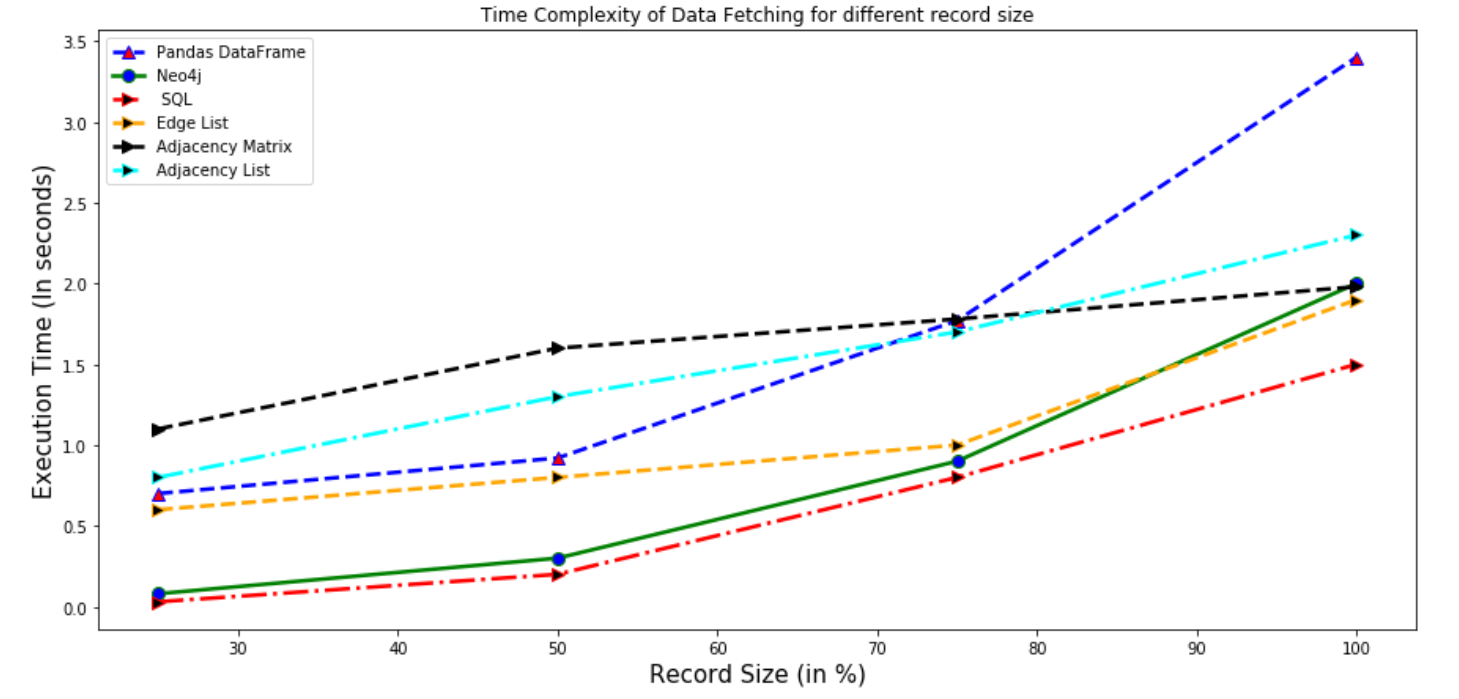 Time Complexity of Data Fetching for different record size
3.5
3.0
2.5
2.0
1.5
1.0
0.5
0.0
Execution Time (In seconds)
Pandas DataFrame
Neo4j
SQL
Edge List
Adjacency Matrix
Adjacency List
30 40 50 60 70 80 90 100
Record Size (in %)